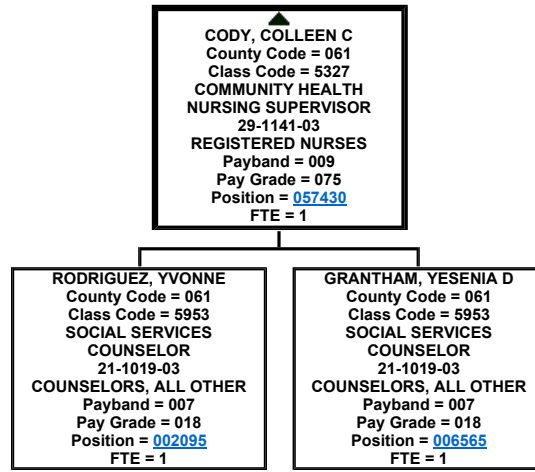 CODY, COLLEEN C
County Code = 061
Class Code = 5327
COMMUNITY HEALTH
NURSING SUPERVISOR
29-1141-03
REGISTERED NURSES
Payband = 009
Pay Grade = 075
Position = 057430
FTE = 1
RODRIGUEZ, YVONNE
County Code = 061
Class Code = 5953
SOCIAL SERVICES
COUNSELOR
21-1019-03
COUNSELORS, ALL OTHER
Payband = 007
Pay Grade = 018
Position = 002095
FTE = 1
GRANTHAM, YESENIA D
County Code = 061
Class Code = 5953
SOCIAL SERVICES
COUNSELOR
21-1019-03
COUNSELORS, ALL OTHER
Payband = 007
Pay Grade = 018
Position = 006565
FTE = 1